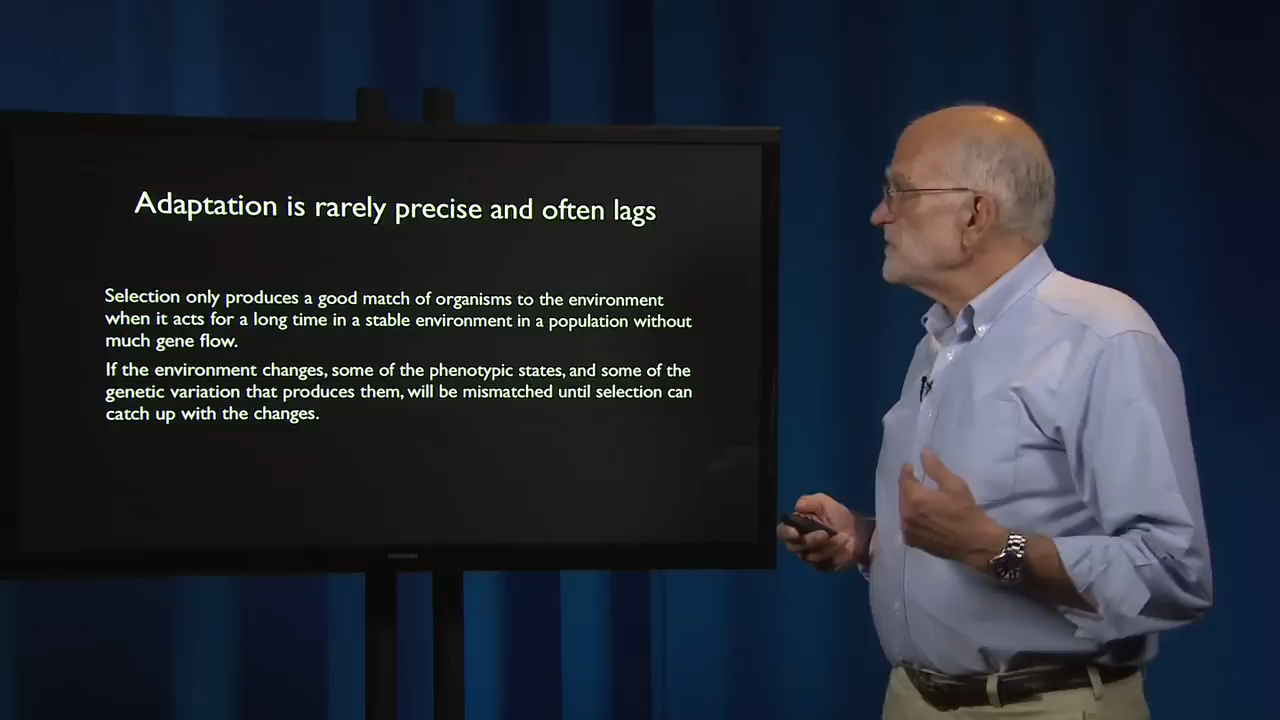 Adaptation is rarely precise and often lags
Selection only produces a good match of organisms to the environment
when it acts for a long time in a stable environment in a population without
much gene flow.
If the environment changes, some of the phenotypic states, and some of the
genetic variation that produces them, will be mismatched until selection can
catch up with the changes.